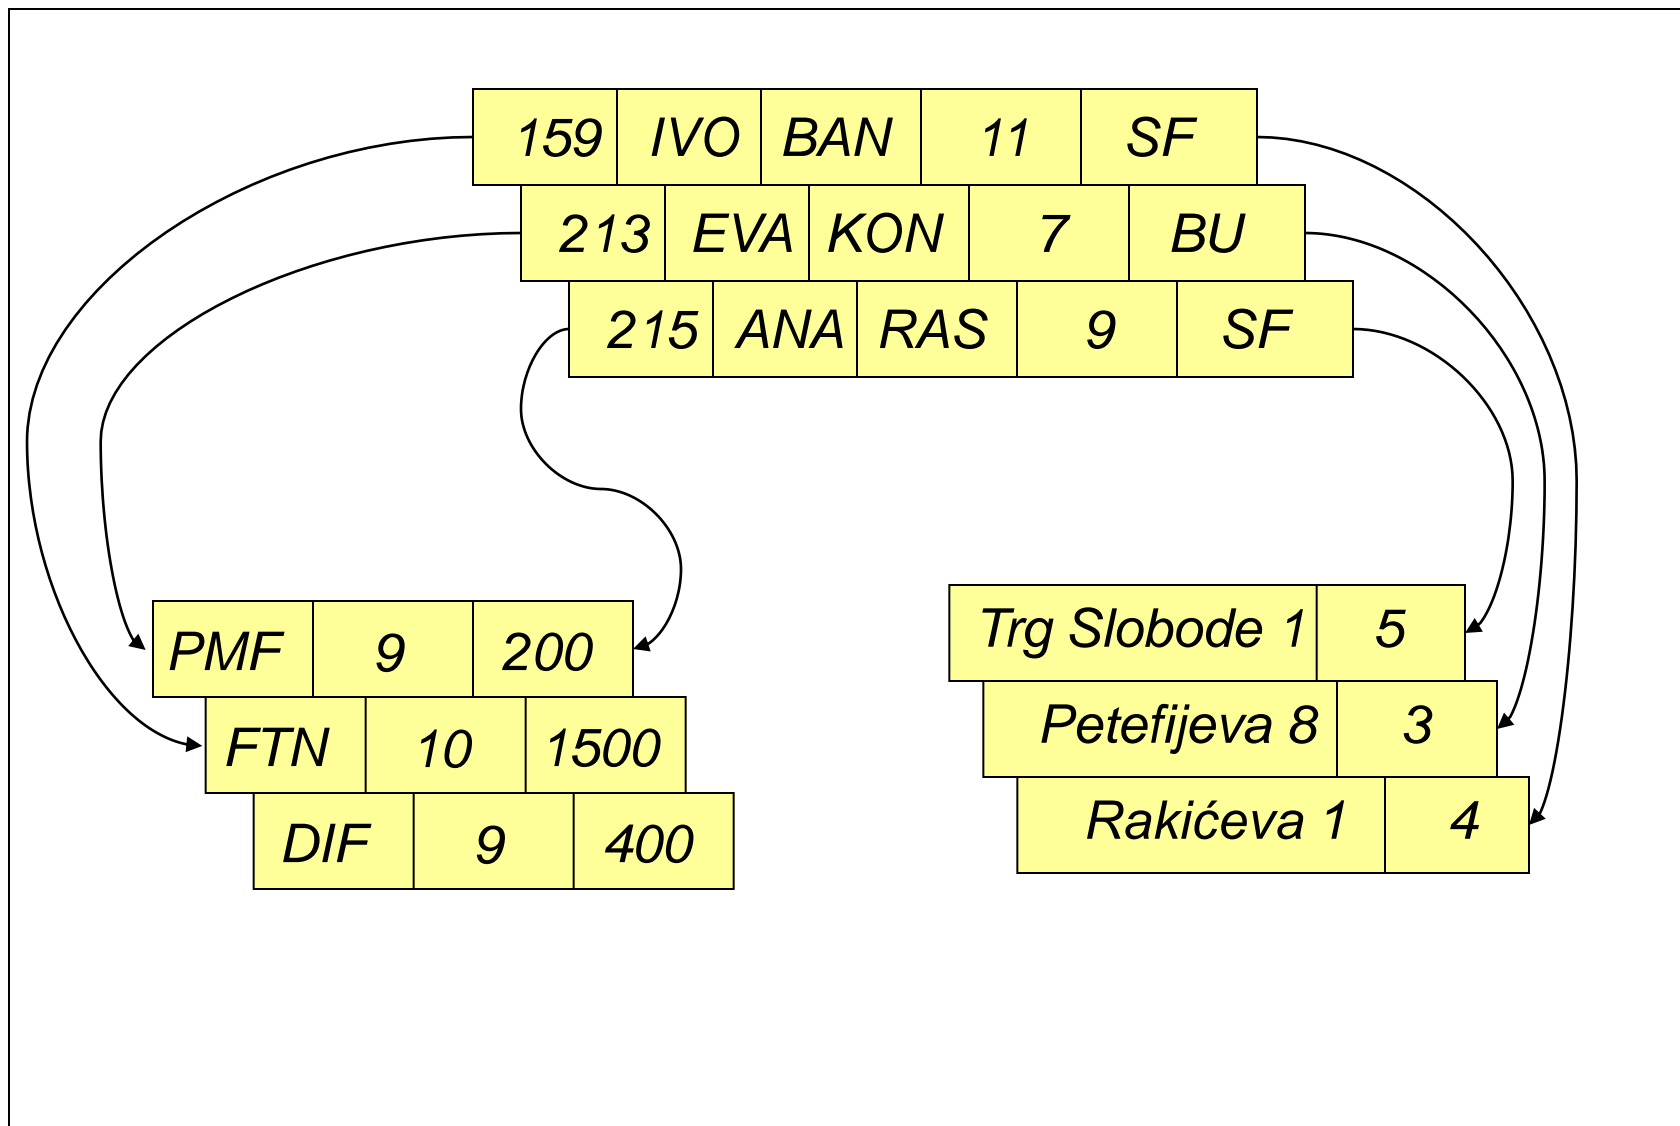 159 IVO BAN 11 SF
213 EVA KON 7 BU
215 ANA RAS 9 SF
PMF 9 200
FTN 10 1500
DIF 9 400
Trg Slobode 1 5
Petefijeva 8 3
Rakićeva 1 4